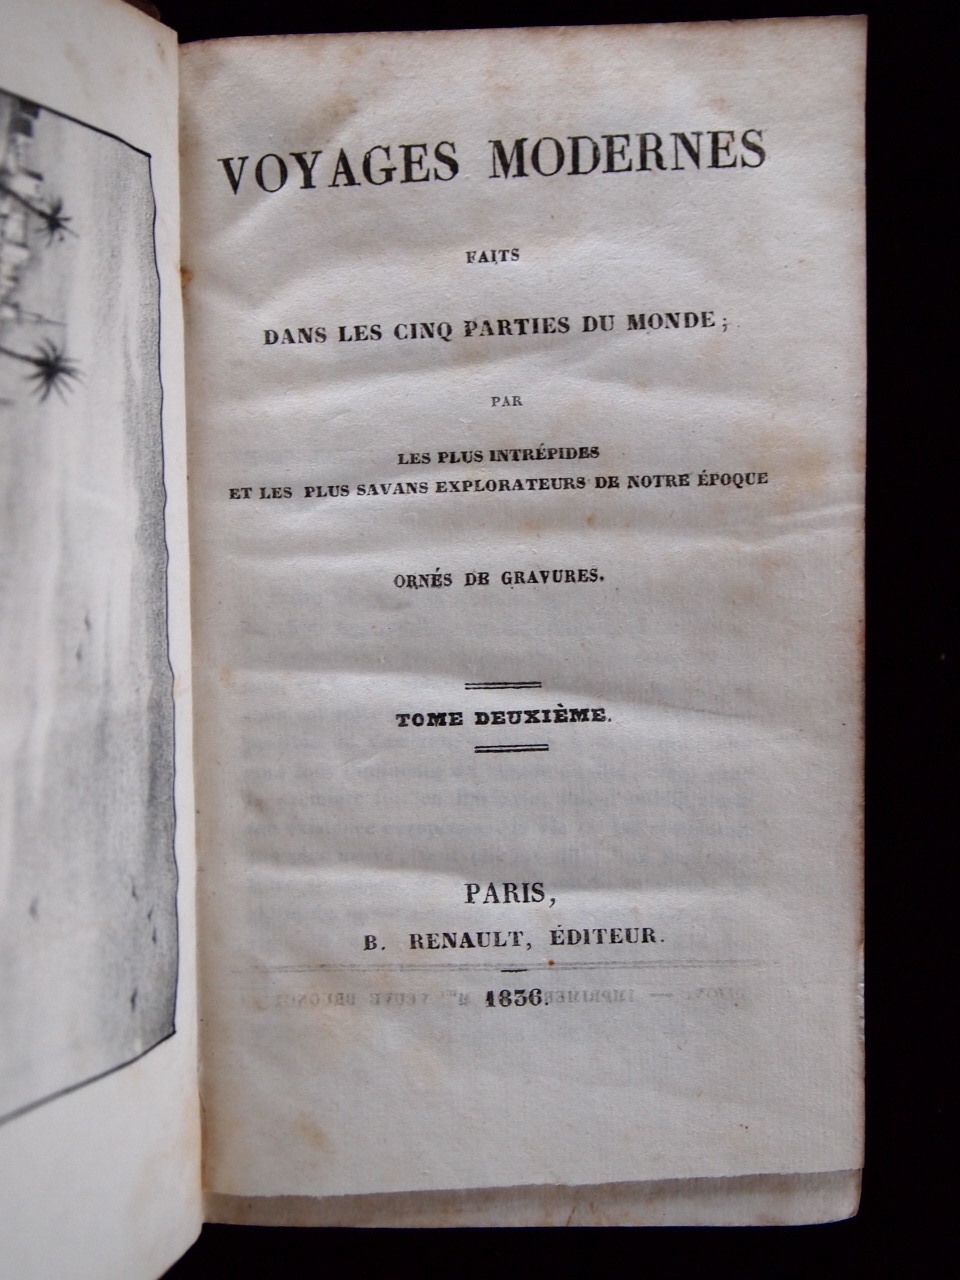 VOYAGES MODERNES
FAITS
DANS LES CINQ PARTIES DU MONDE;
PAR
LES PLUS INTRÉPIDES
ET LES PLUS SAVANS EXPLORATEURS DE NOTRE ÉPOQUE
ORNÉS DE GRAVURES.
TOME DEUXIÈME.
PARIS,
B. RENAULT, ÉDITEUR.
1836.